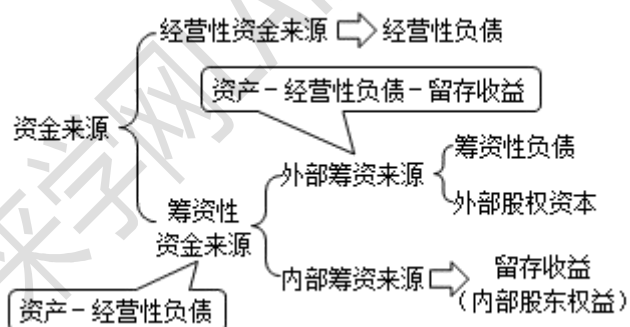 经营性资金来源
经营性负债
资产－经营性负债－留存收益
资金来源
筹资性负债
外部筹资来源
外部股权资本
筹资性
资金来源
内部筹资来源
留存收益
（内部股东权益）
资产－经营性负债